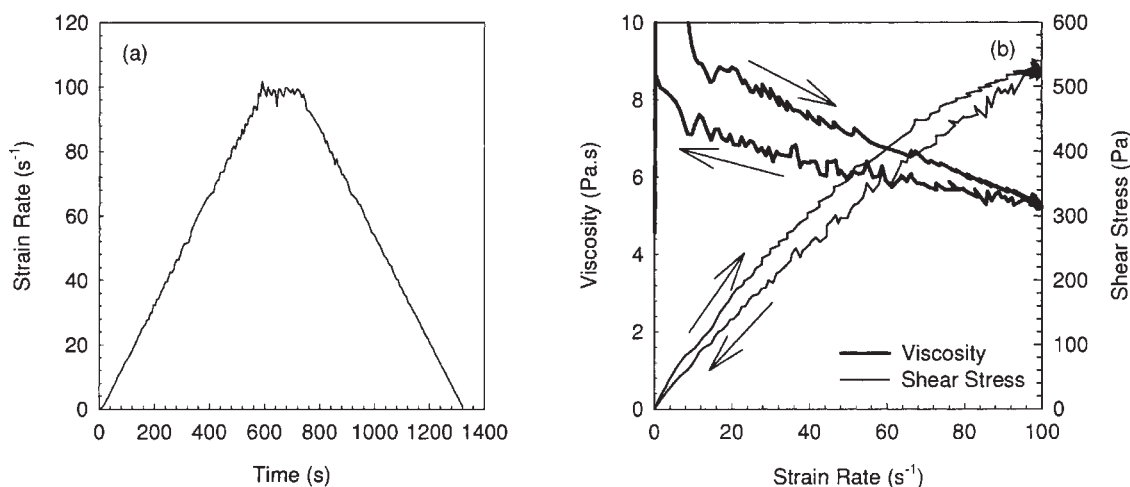 (a)
Strain Rate (s⁻¹)
120
100
80
60
40
20
0
0 200 400 600 800 1000 1200 1400
Time (s)
(b)
Viscosity (Pa.s)
10
8
6
4
2
0
Shear Stress (Pa)
600
500
400
300
200
100
0
Viscosity
Shear Stress
0 20 40 60 80 100
Strain Rate (s⁻¹)